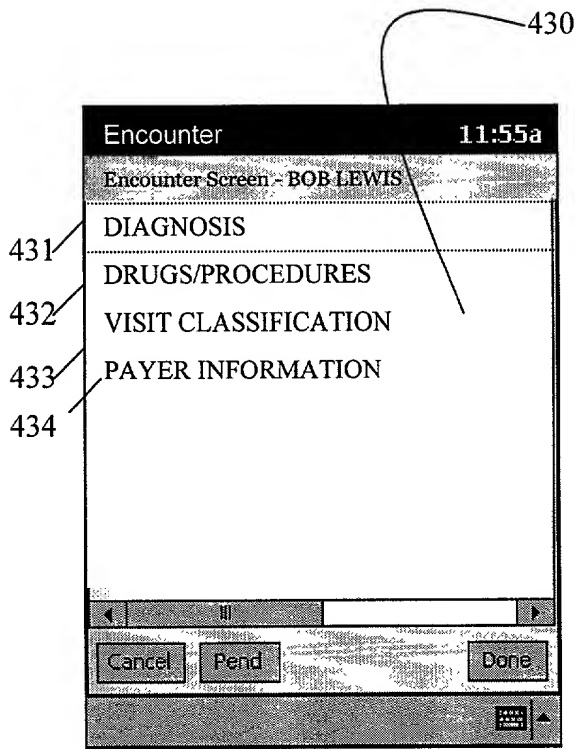 430
Encounter 11:55a
Encounter Screen - BOB LEWIS
431 DIAGNOSIS
432 DRUGS/PROCEDURES
433 VISIT CLASSIFICATION
434 PAYER INFORMATION
Cancel Pend Done